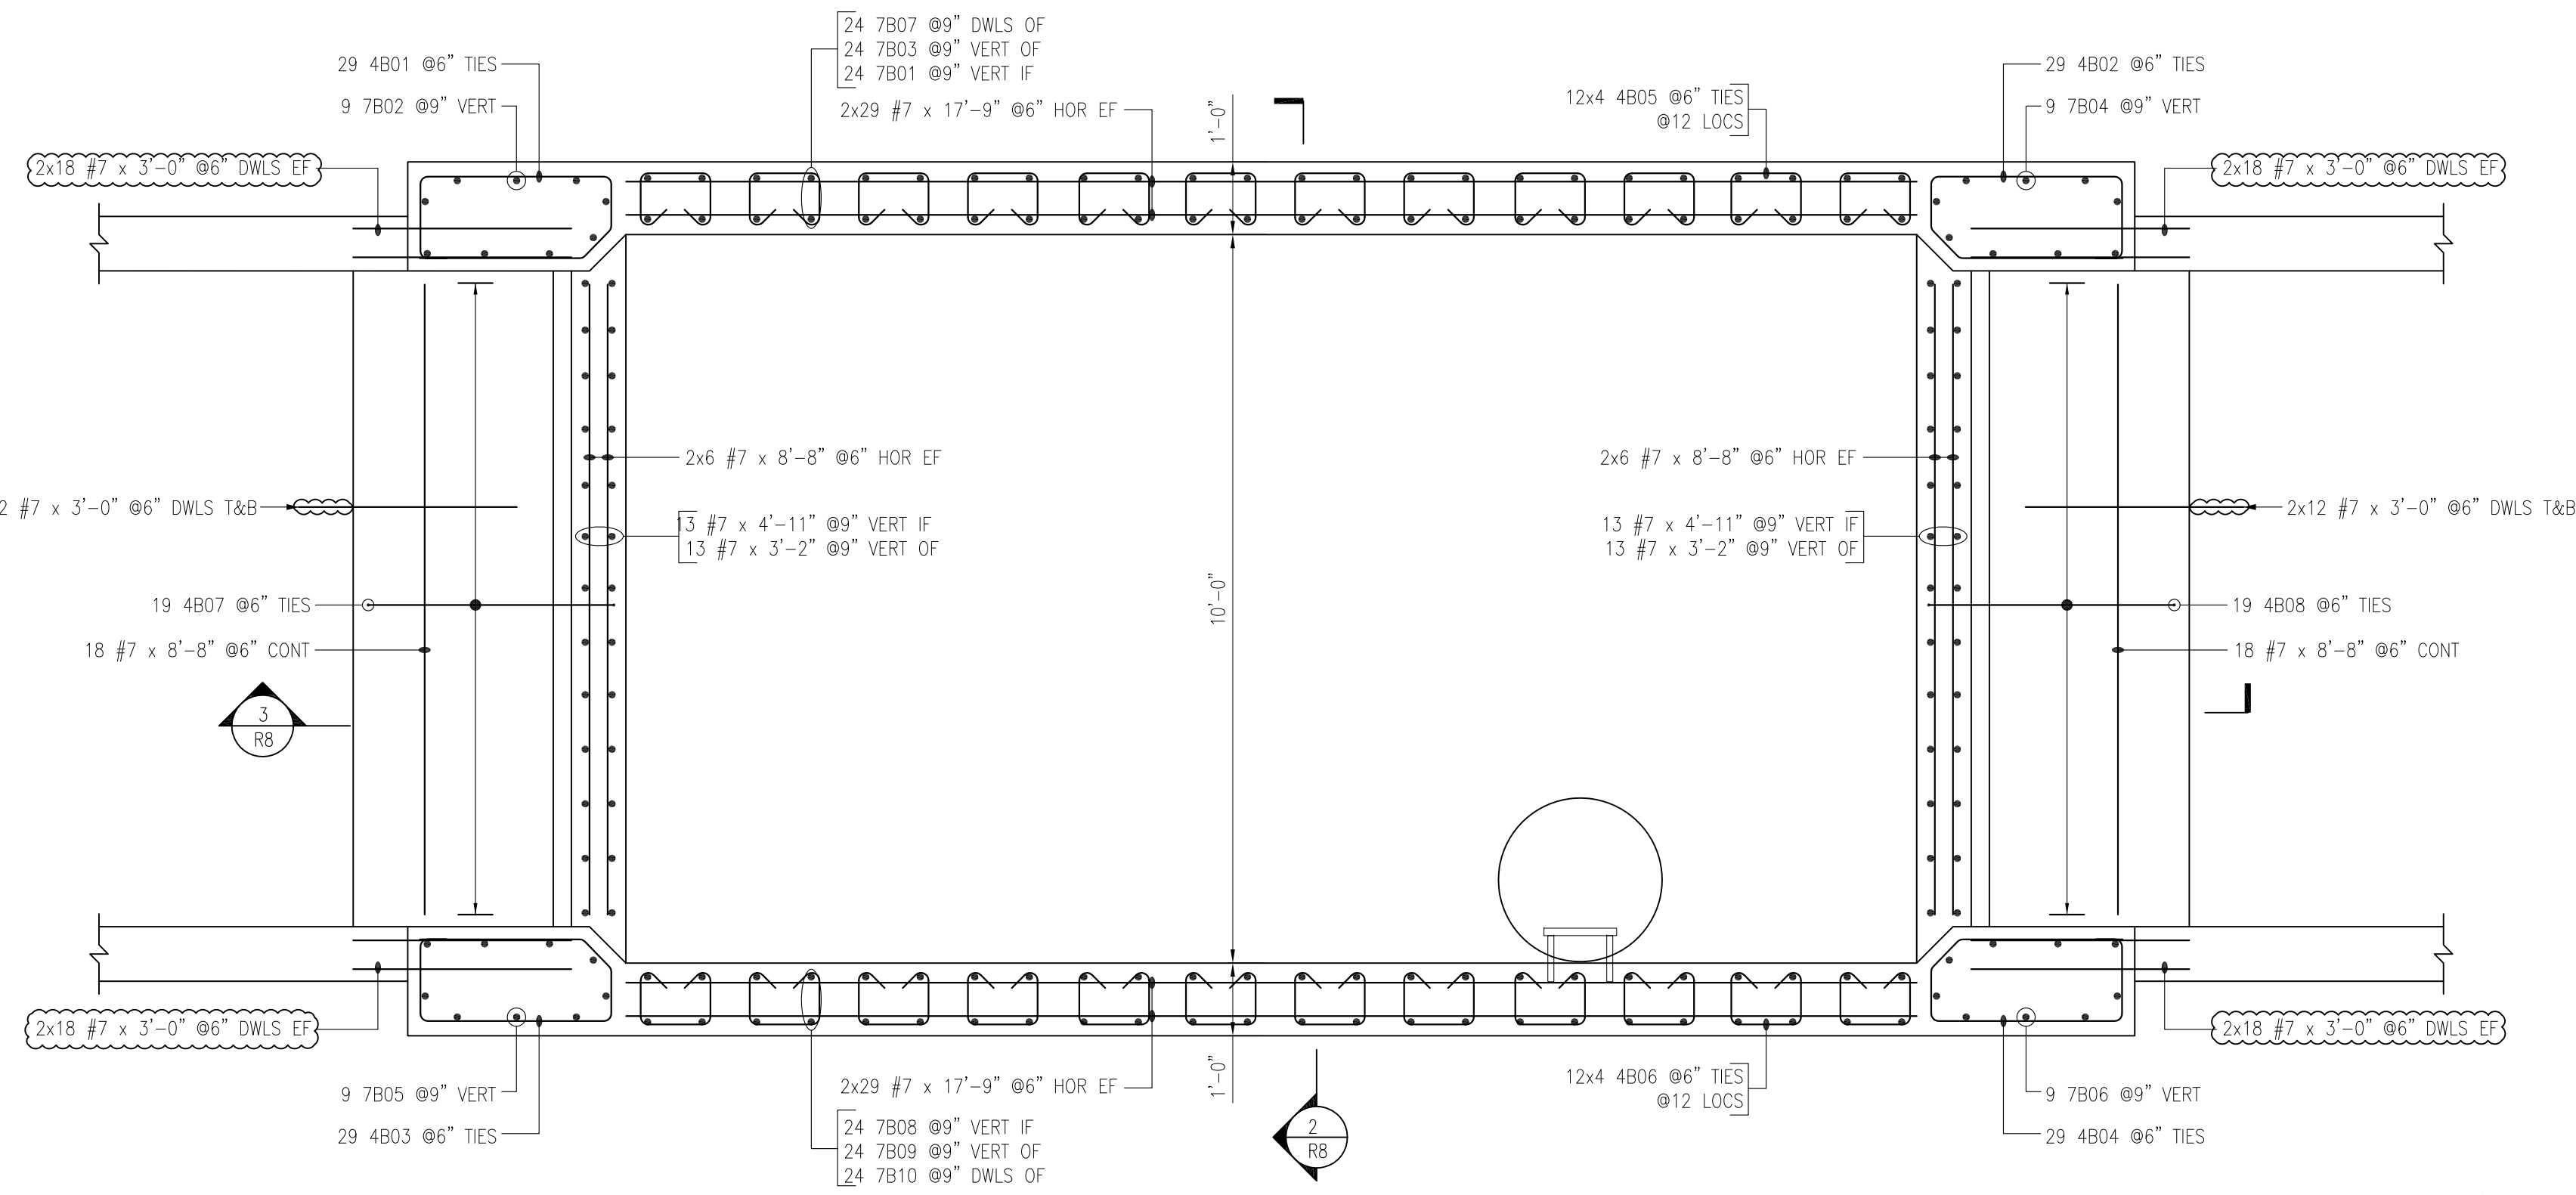 24 7B07 @9" DWLS OF
24 7B03 @9" VERT OF
24 7B01 @9" VERT IF
29 4B01 @6" TIES
29 4B02 @6" TIES
9 7B02 @9" VERT
2x29 #7 x 17'-9" @6" HOR EF
1'-0"
12x4 4B05 @6" TIES
@12 LOCS
9 7B04 @9" VERT
2x18 #7 x 3'-0" @6" DWLS EF
2x18 #7 x 3'-0" @6" DWLS EF
2x6 #7 x 8'-8" @6" HOR EF
2x6 #7 x 8'-8" @6" HOR EF
2 #7 x 3'-0" @6" DWLS T&B
13 #7 x 4'-11" @9" VERT IF
13 #7 x 3'-2" @9" VERT OF
13 #7 x 4'-11" @9" VERT IF
13 #7 x 3'-2" @9" VERT OF
2x12 #7 x 3'-0" @6" DWLS T&B
10'-0"
19 4B07 @6" TIES
19 4B08 @6" TIES
18 #7 x 8'-8" @6" CONT
18 #7 x 8'-8" @6" CONT
3
R8
2x18 #7 x 3'-0" @6" DWLS EF
2x18 #7 x 3'-0" @6" DWLS EF
2x29 #7 x 17'-9" @6" HOR EF
1'-0"
12x4 4B06 @6" TIES
@12 LOCS
9 7B05 @9" VERT
9 7B06 @9" VERT
29 4B03 @6" TIES
24 7B08 @9" VERT IF
24 7B09 @9" VERT OF
24 7B10 @9" DWLS OF
2
R8
29 4B04 @6" TIES